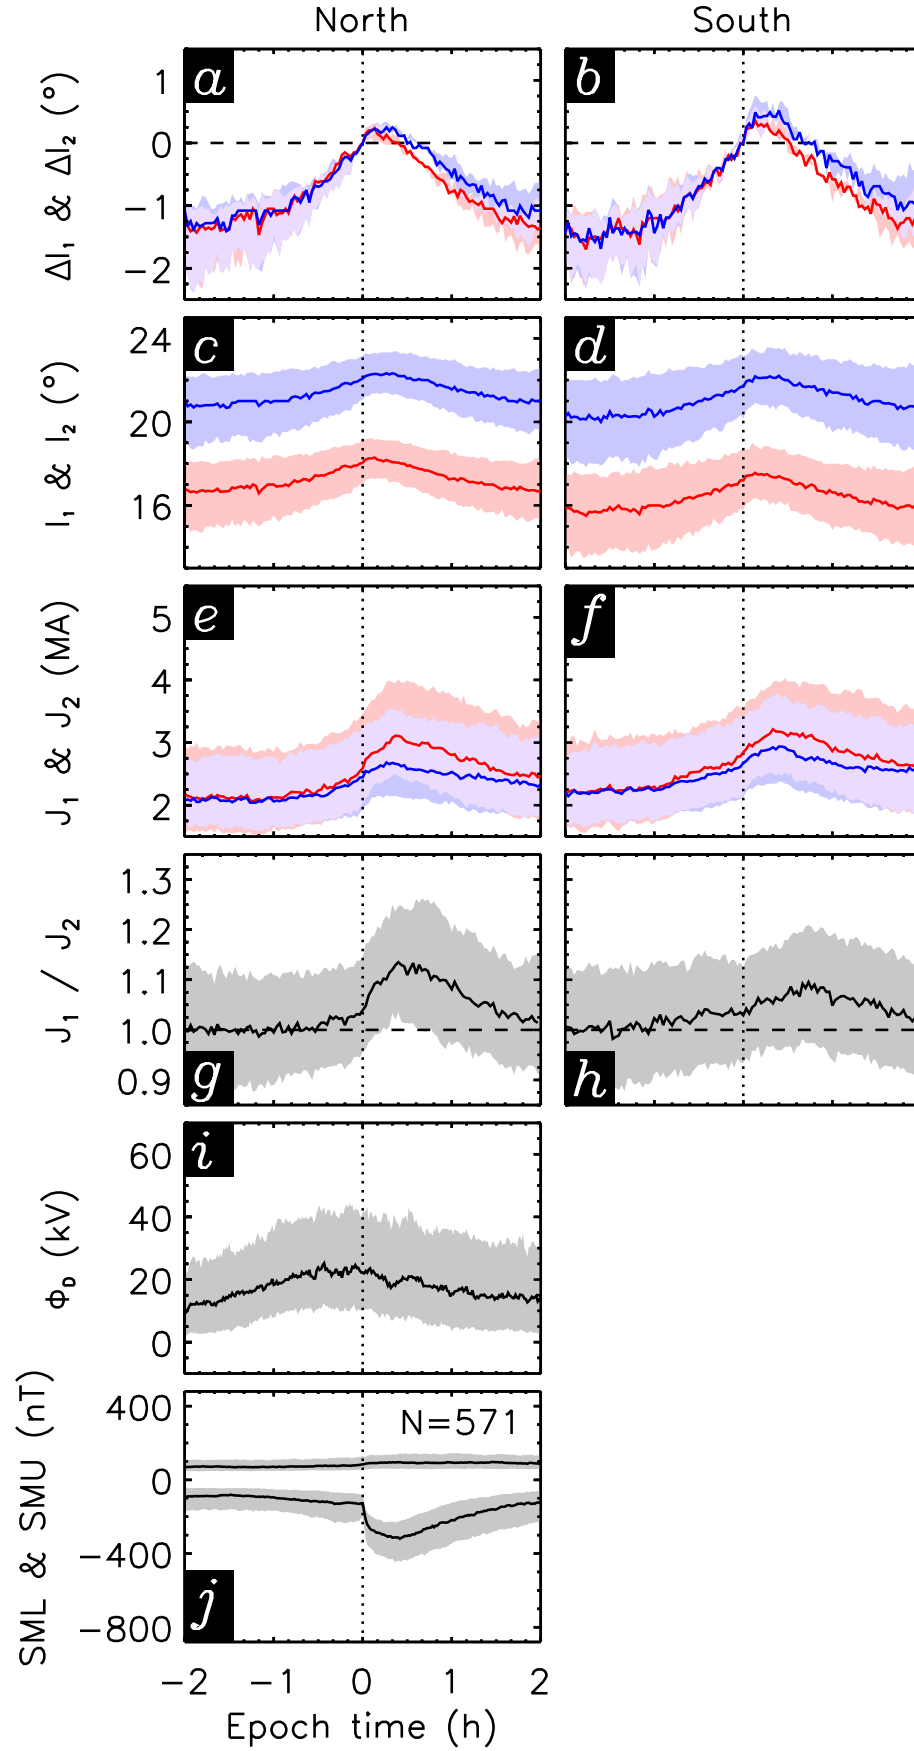 North South
a b
ΔI₁ & ΔI₂ (°)
1
0
−1
−2
c d
I₁ & I₂ (°)
24
20
16
e f
J₁ & J₂ (MA)
5
4
3
2
g h
J₁ / J₂
1.3
1.2
1.1
1.0
0.9
i
Φ_D (kV)
60
40
20
0
j
N=571
SML & SMU (nT)
400
0
−400
−800
−2 −1 0 1 2
Epoch time (h)